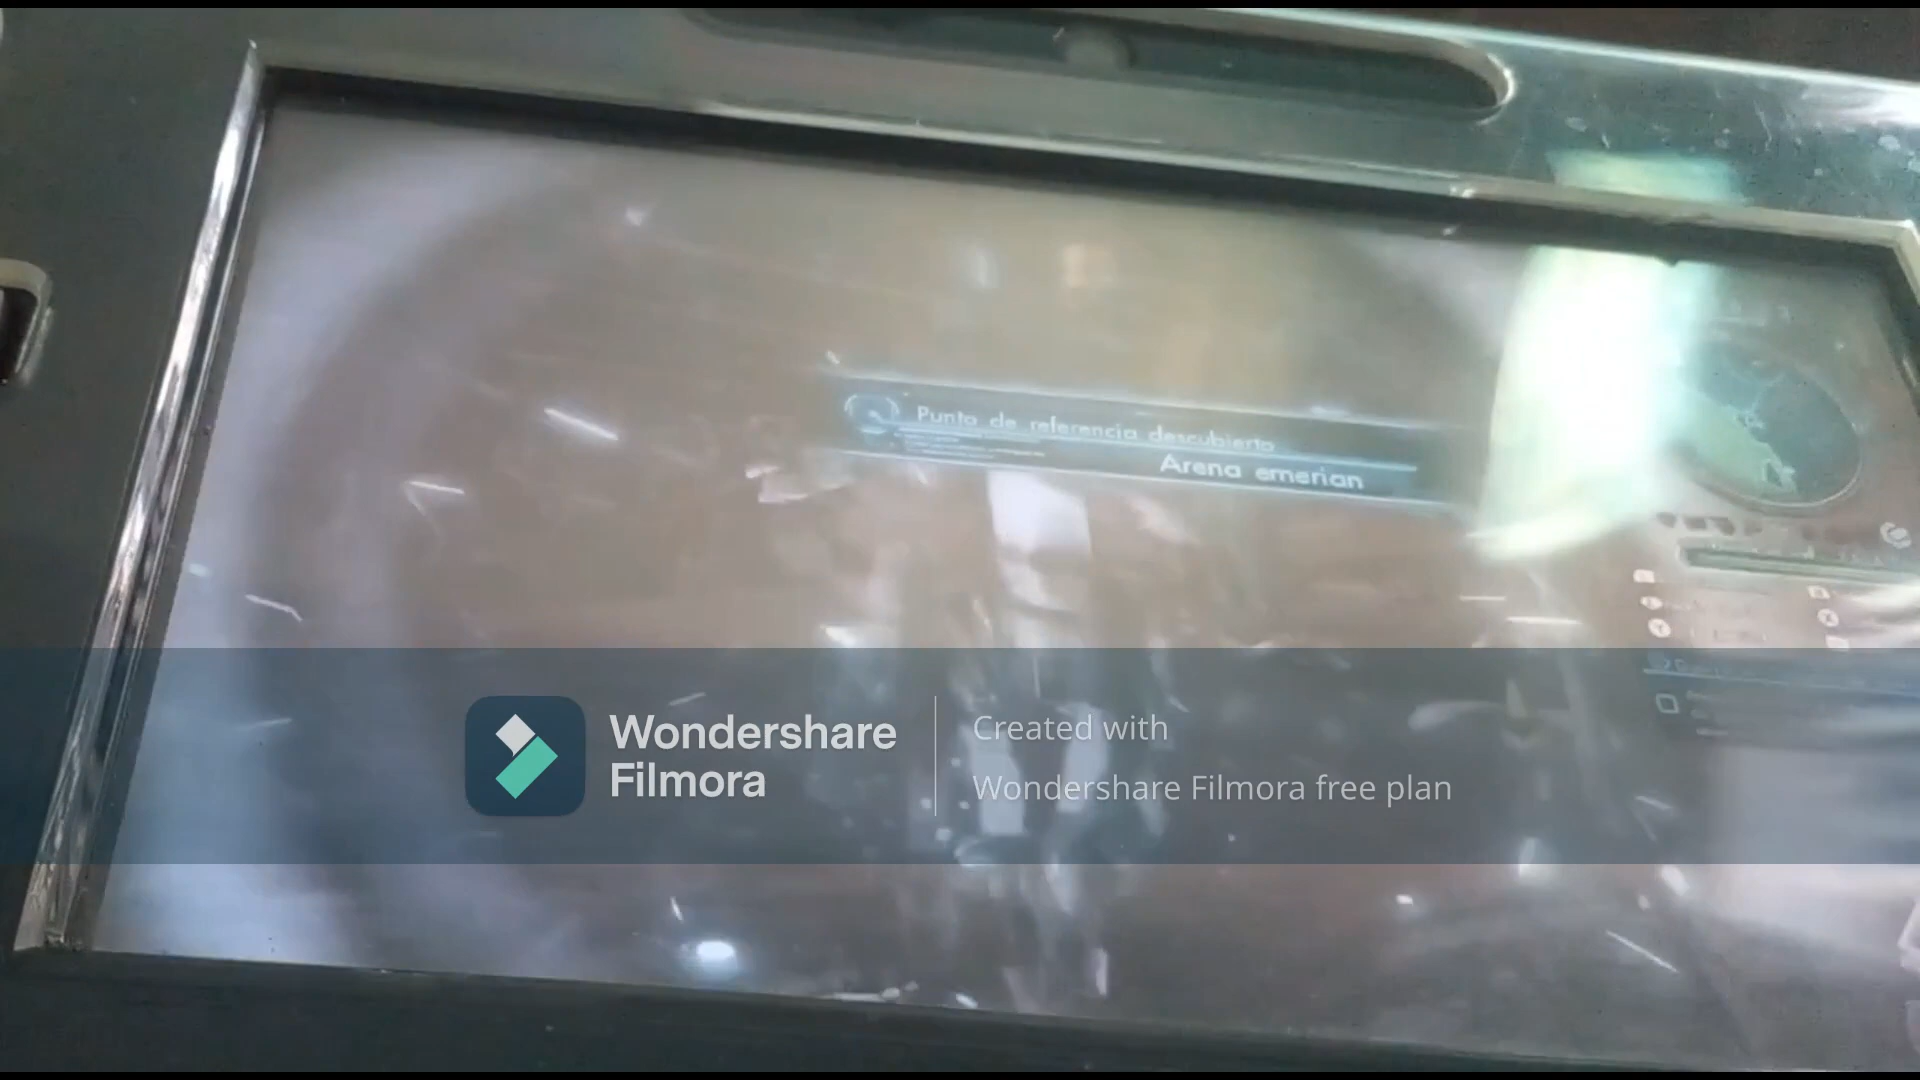 Punto de referencia descubierto
Arena emerian
Wondershare
Filmora
Created with
Wondershare Filmora free plan